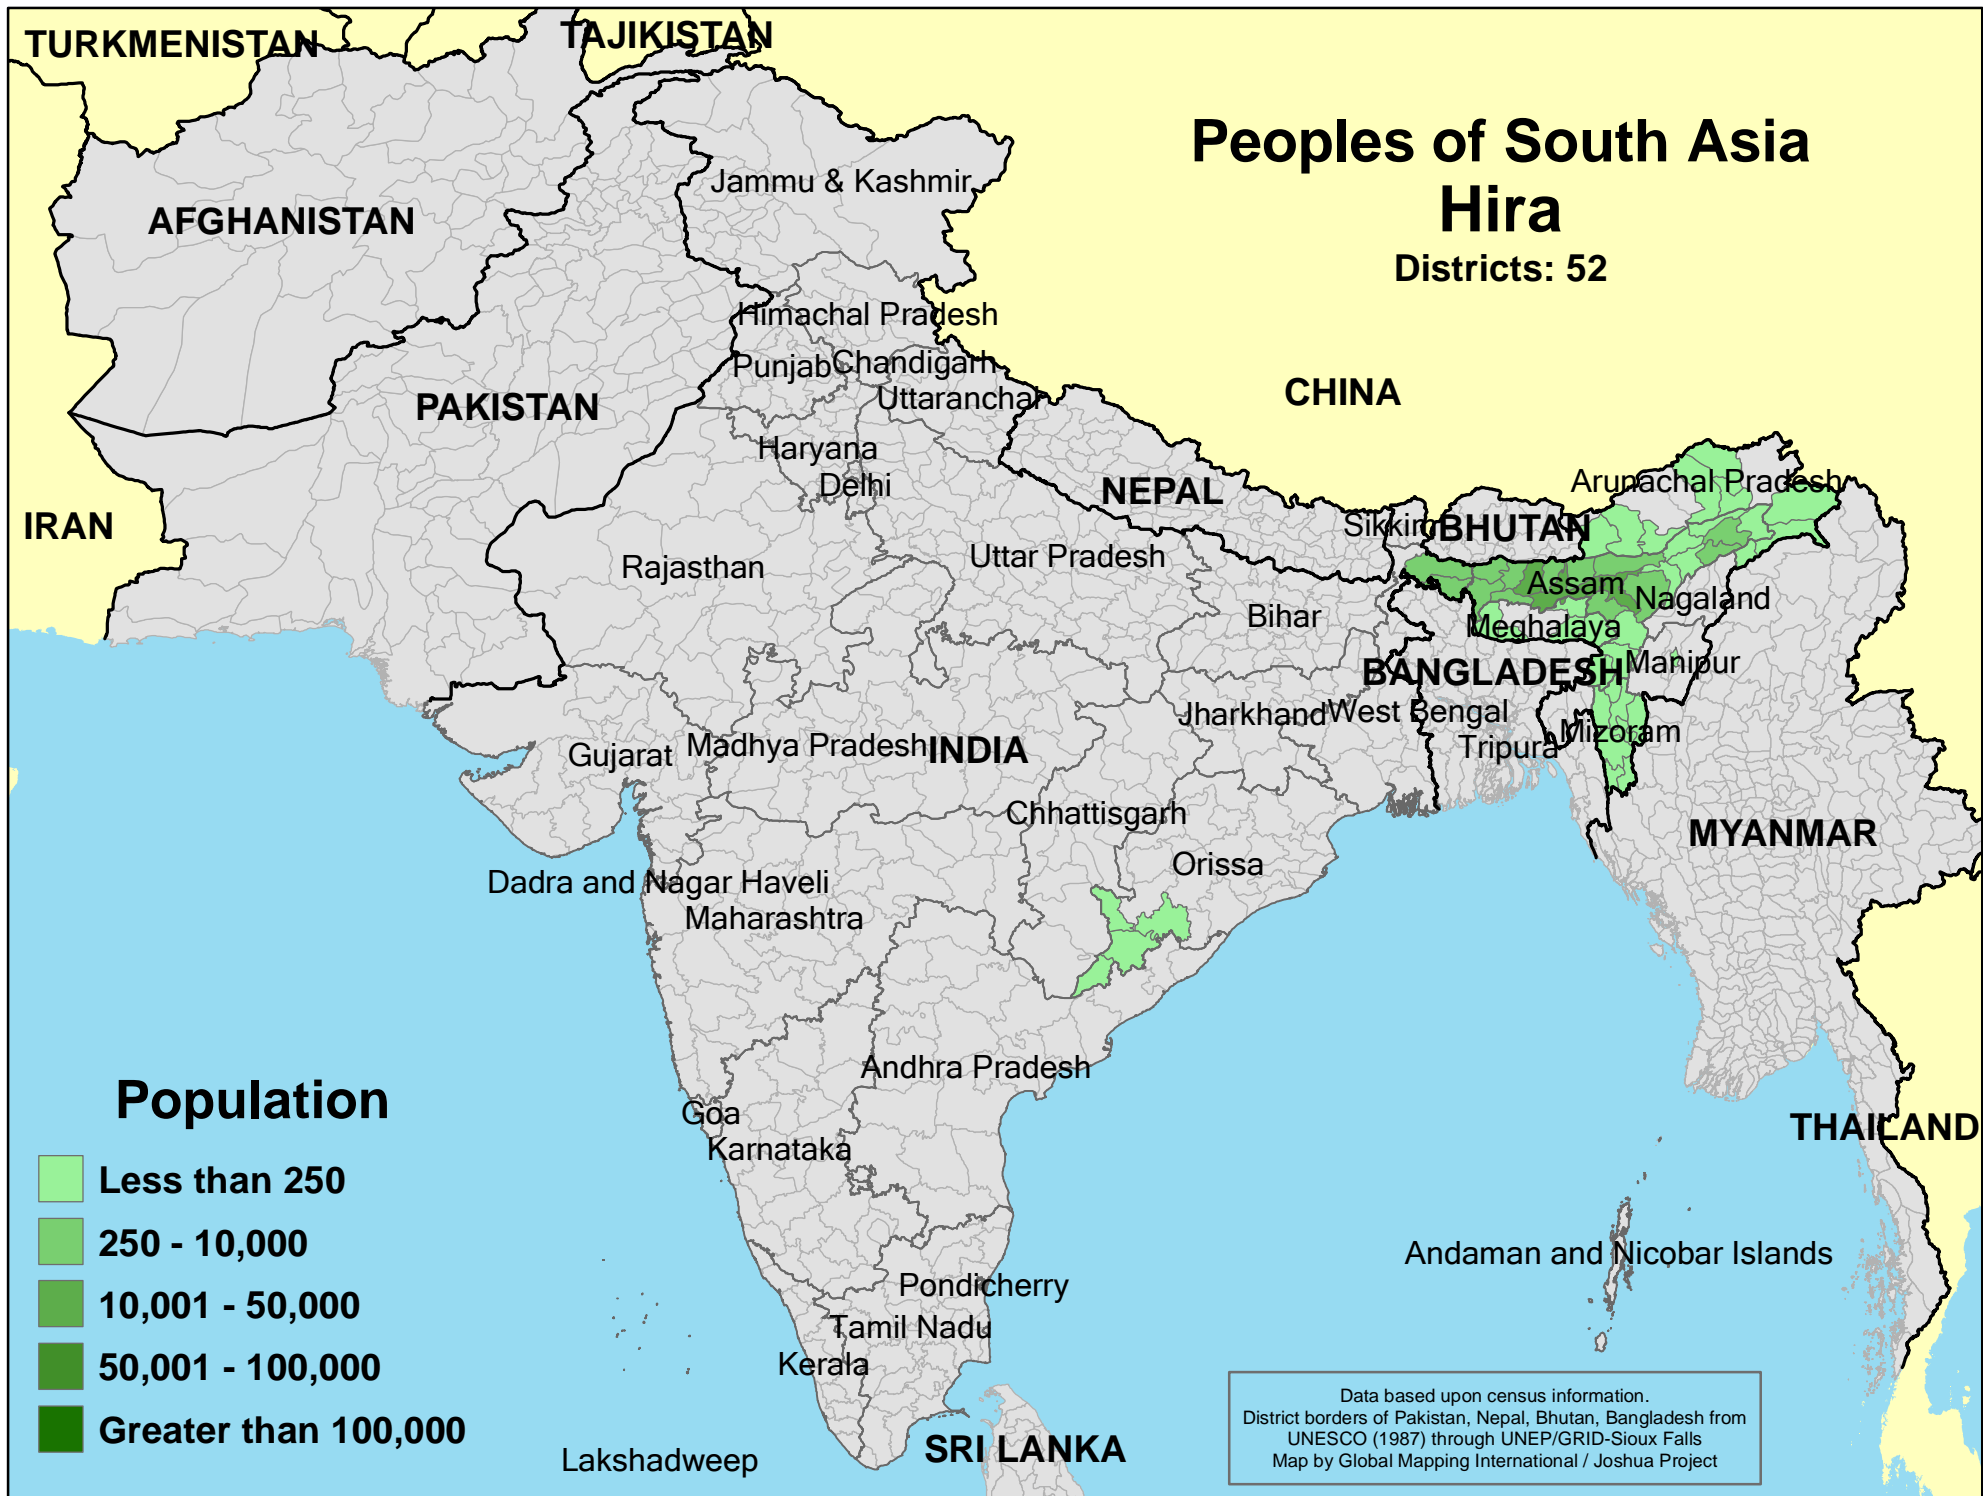 TURKMENISTAN
TAJIKISTAN
Peoples of South Asia
Hira
Districts: 52
Jammu & Kashmir
AFGHANISTAN
Himachal Pradesh
Punjab
Chandigarh
Uttaranchal
CHINA
PAKISTAN
Haryana
Delhi
NEPAL
Arunachal Pradesh
IRAN
Sikkim
BHUTAN
Rajasthan
Uttar Pradesh
Assam
Nagaland
Bihar
Meghalaya
BANGLADESH
Manipur
Jharkhand
West Bengal
Gujarat
Madhya Pradesh
INDIA
Tripura
Mizoram
Chhattisgarh
MYANMAR
Orissa
Dadra and Nagar Haveli
Maharashtra
Andhra Pradesh
Goa
Karnataka
THAILAND
Andaman and Nicobar Islands
Pondicherry
Tamil Nadu
Kerala
Lakshadweep
SRI LANKA
Population
Less than 250
250 - 10,000
10,001 - 50,000
50,001 - 100,000
Greater than 100,000
Data based upon census information.
District borders of Pakistan, Nepal, Bhutan, Bangladesh from
UNESCO (1987) through UNEP/GRID-Sioux Falls
Map by Global Mapping International / Joshua Project